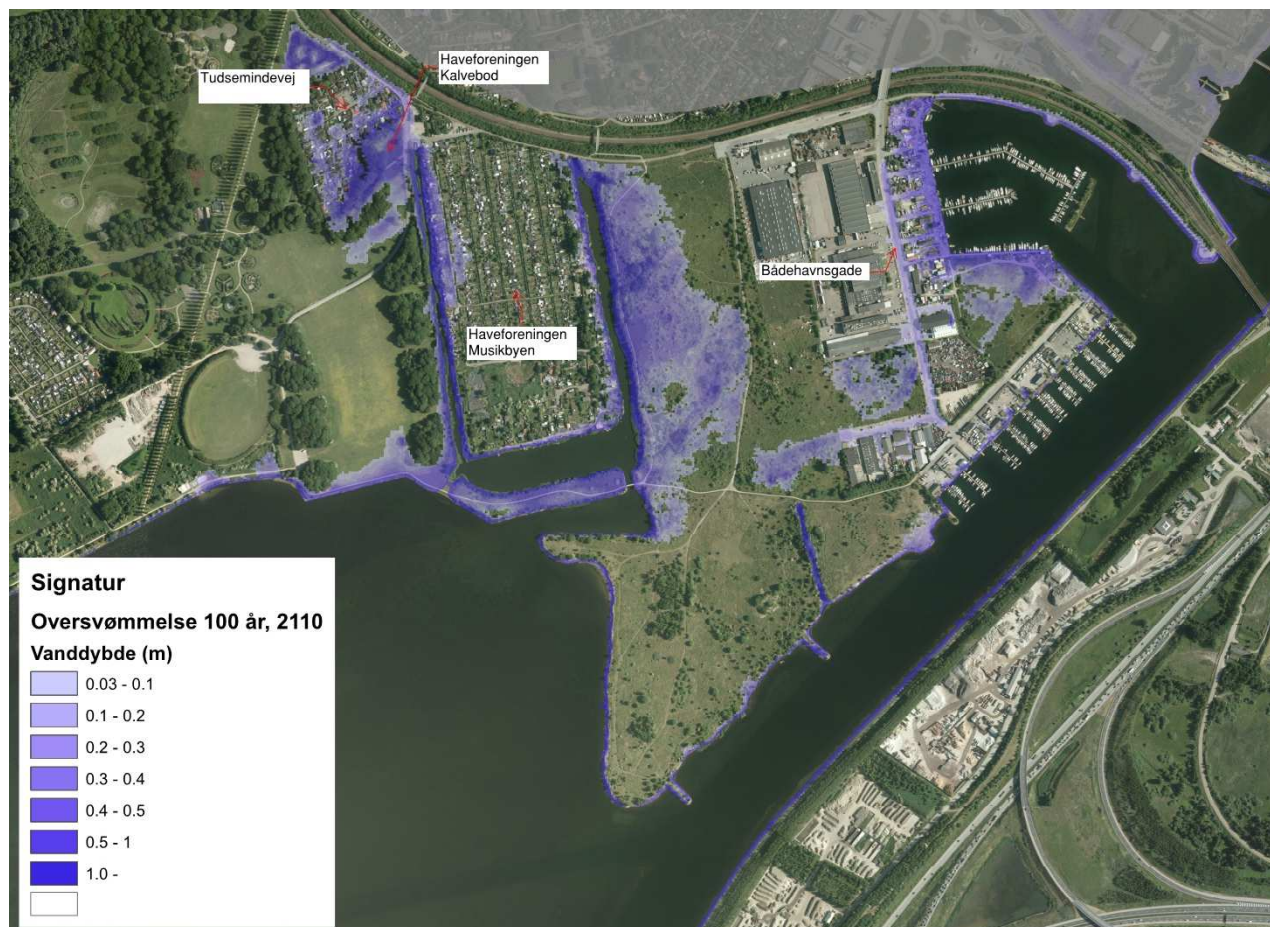 Haveforeningen
Kalvebod
Tudsemindevej
Bådehavnsgade
Haveforeningen
Musikbyen
Signatur
Oversvømmelse 100 år, 2110
Vanddybde (m)
0.03 - 0.1
0.1 - 0.2
0.2 - 0.3
0.3 - 0.4
0.4 - 0.5
0.5 - 1
1.0 -